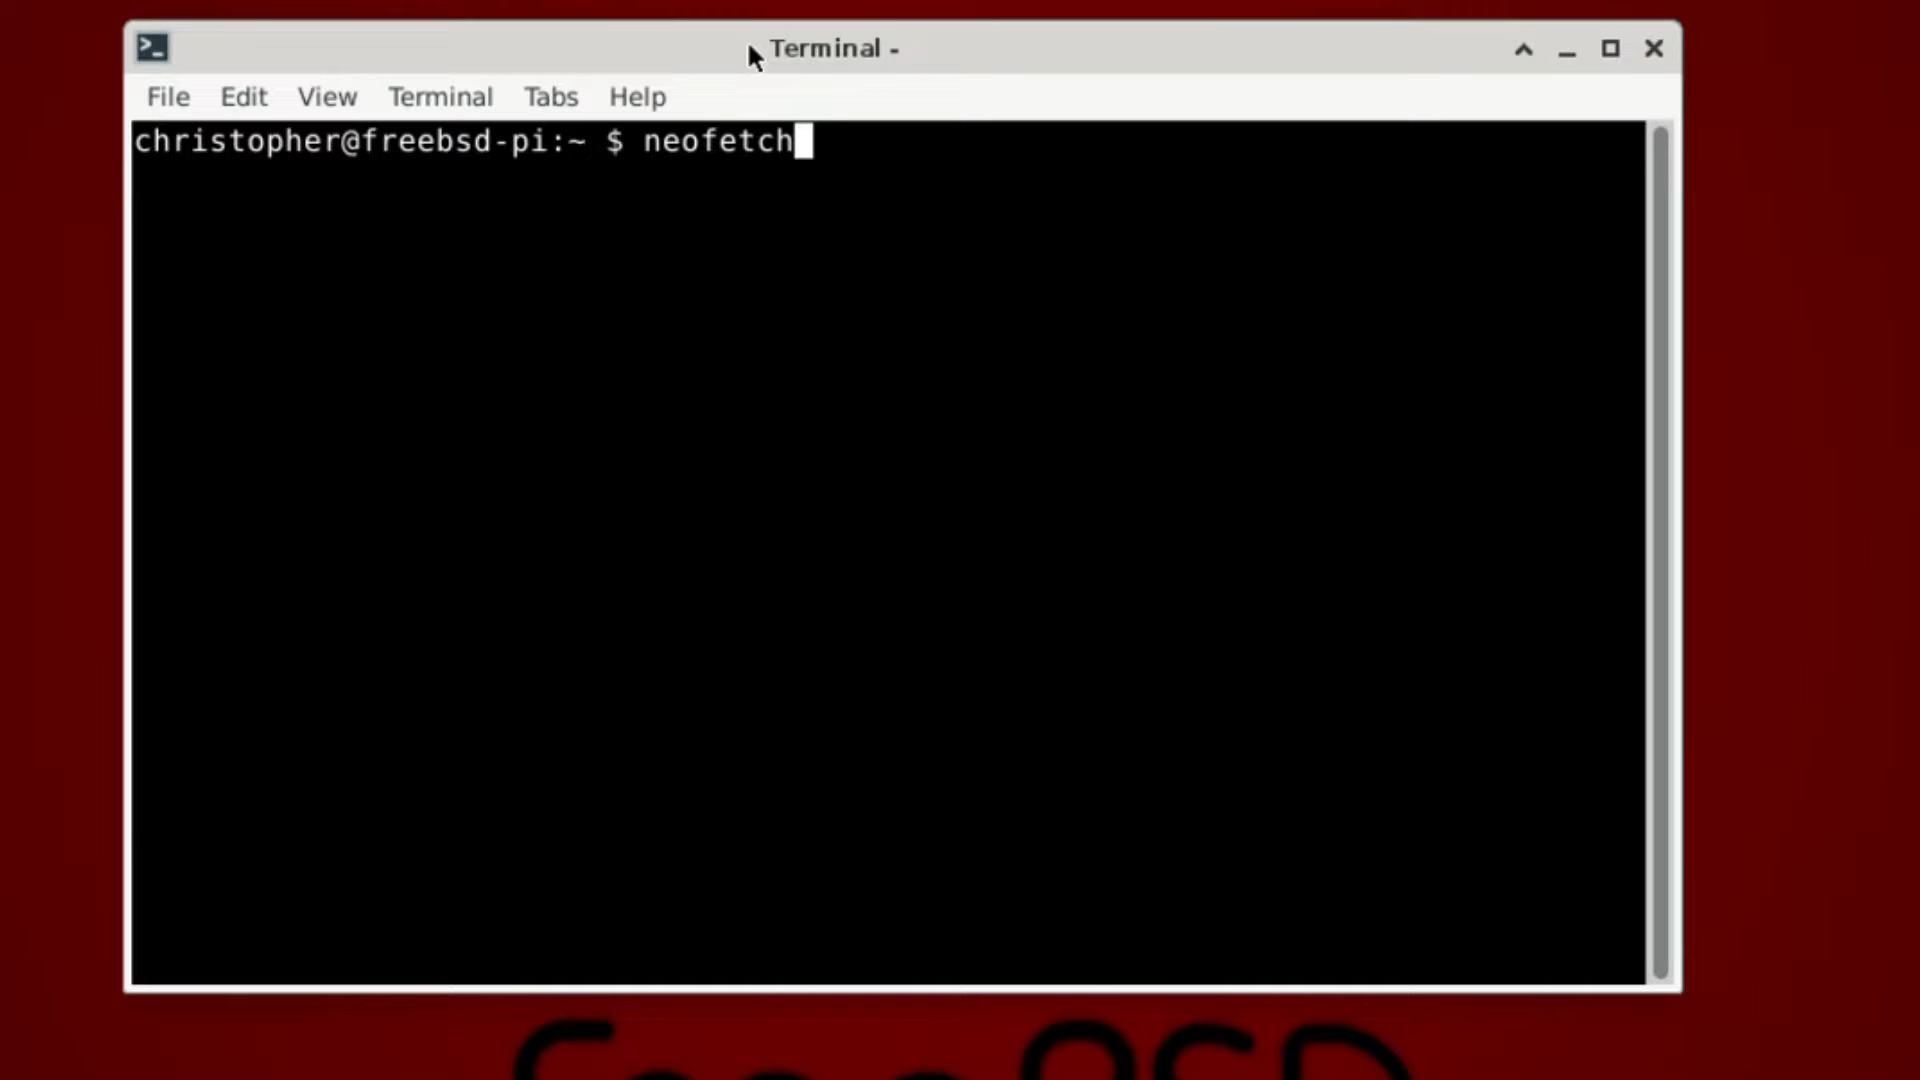 Terminal -
File Edit View Terminal Tabs Help
christopher@freebsd-pi:~ $ neofetch